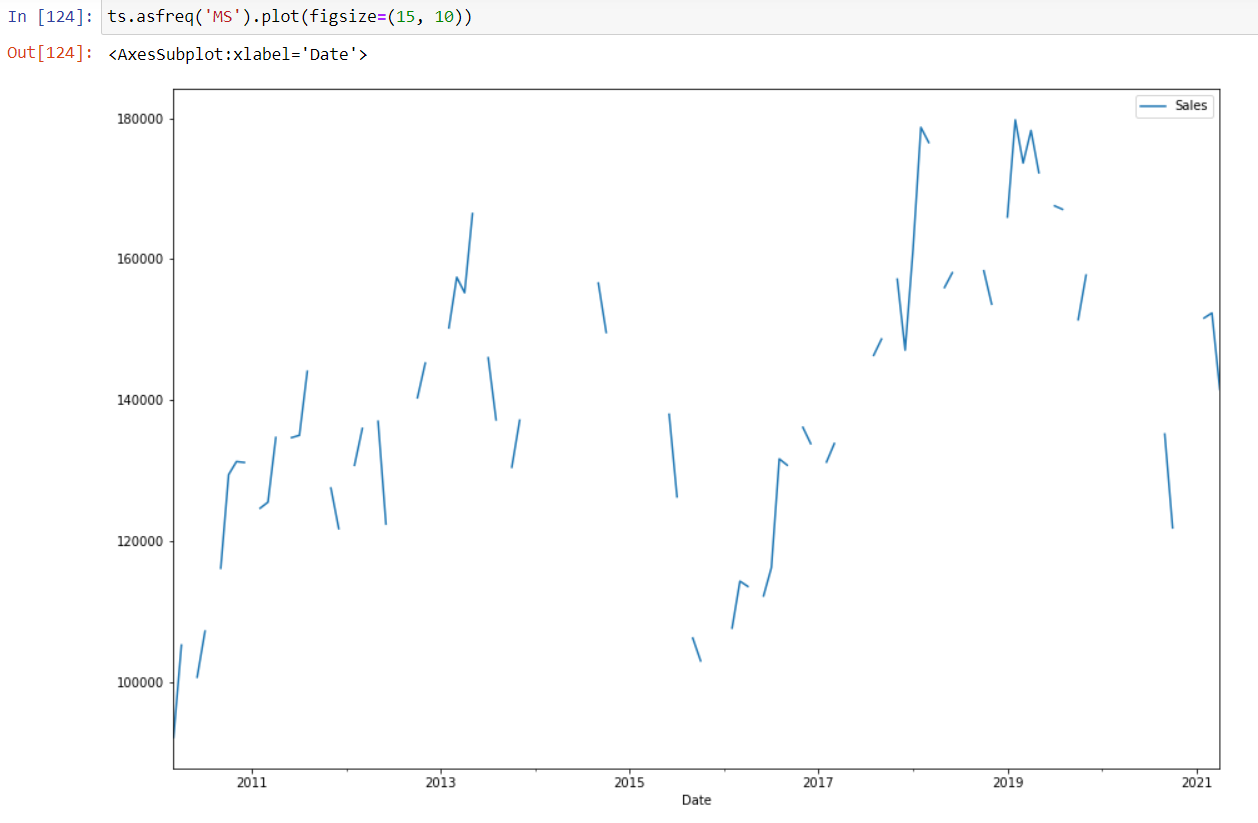 In [124]: ts.asfreq('MS').plot(figsize=(15, 10))
Out[124]: <AxesSubplot:xlabel='Date'>
Sales
180000
160000
140000
120000
100000
2011 2013 2015 2017 2019 2021
Date